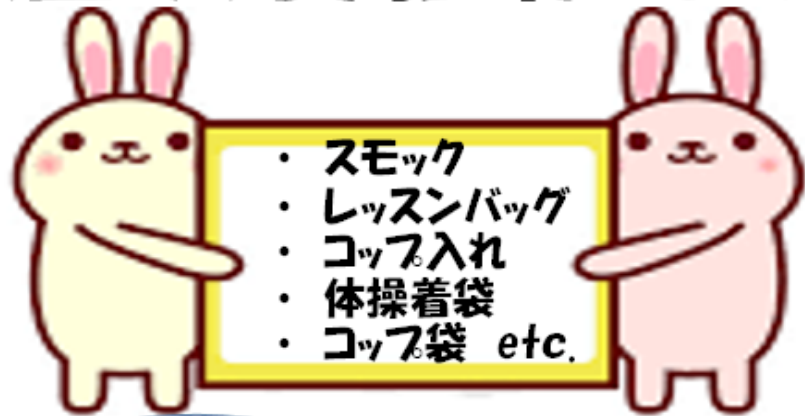 ・ スモック
・ レッスンバッグ
・ コップ入れ
・ 体操着袋
・ コップ袋 etc.